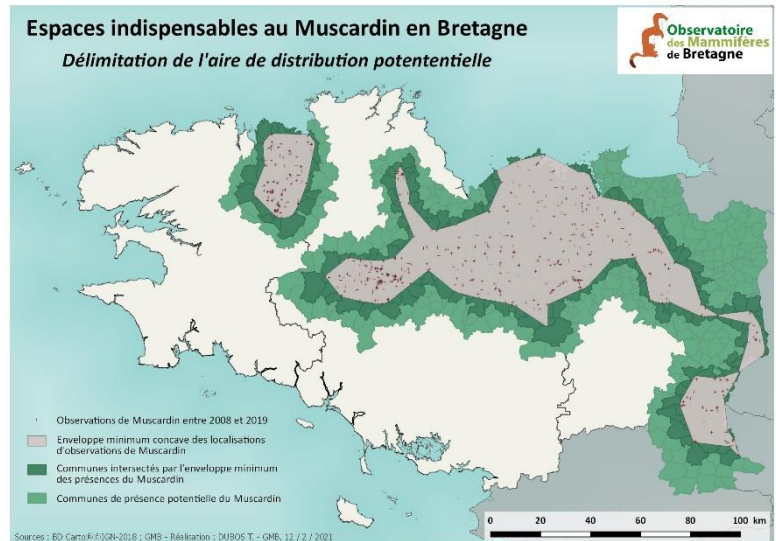 Espaces indispensables au Muscardin en Bretagne
Délimitation de l'aire de distribution potententielle
Observatoire
des Mammifères
de Bretagne
Observations de Muscardin entre 2008 et 2019
Enveloppe minimum concave des localisations
d'observations de Muscardin
Communes intersectés par l'enveloppe minimum
des présences du Muscardin
Communes de présence potentielle du Muscardin
0 20 40 60 80 100 km
Sources : BD Carto®©IGN-2018 ; GMB - Réalisation : DUBOS T. - GMB, 12 / 2 / 2021